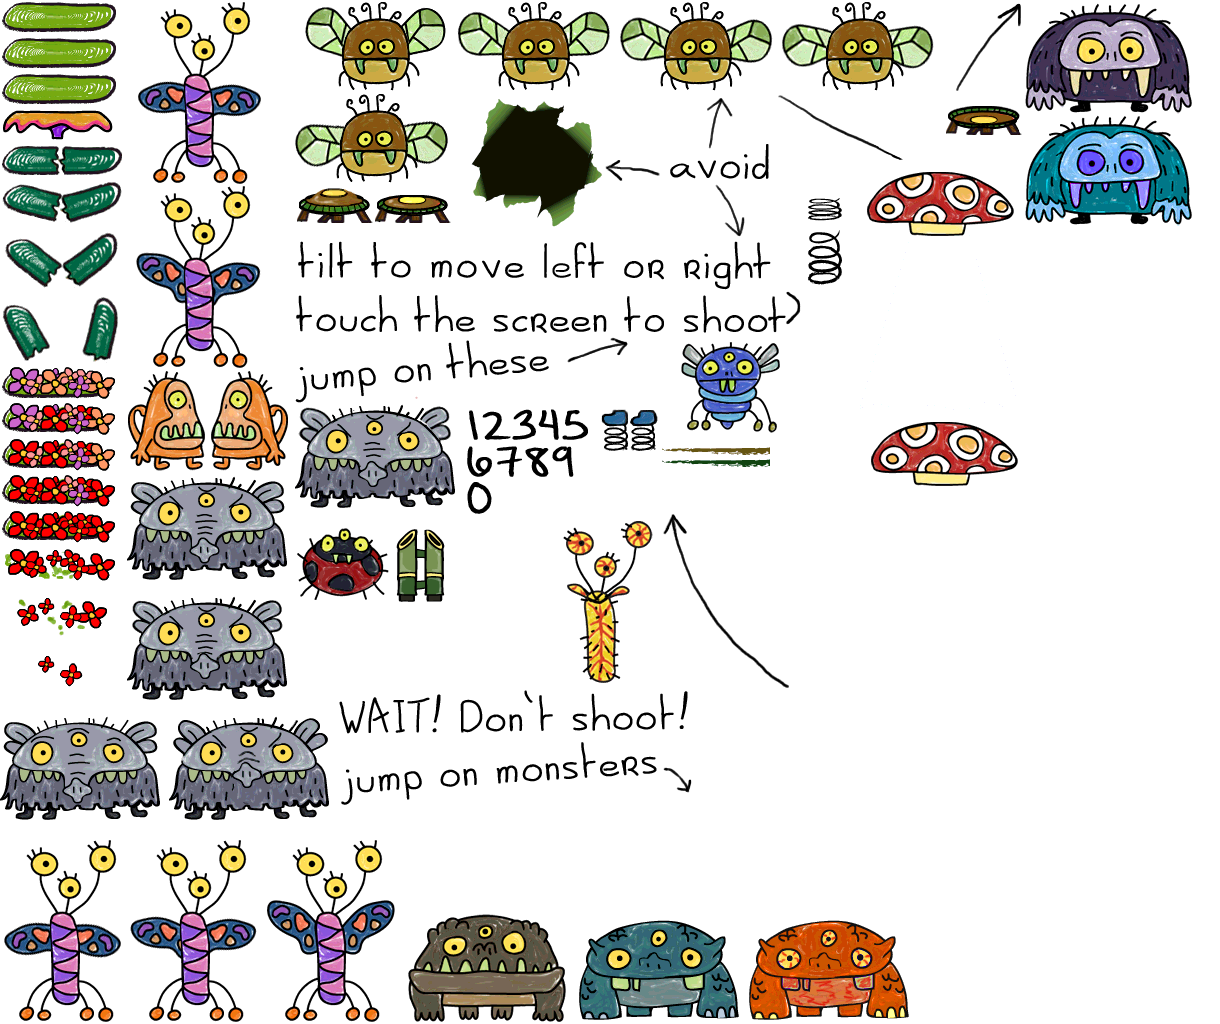 avoid
tilt to move left or right
touch the screen to shoot
jump on these
12345
6789
0
WAIT! Don't shoot!
jump on monsters